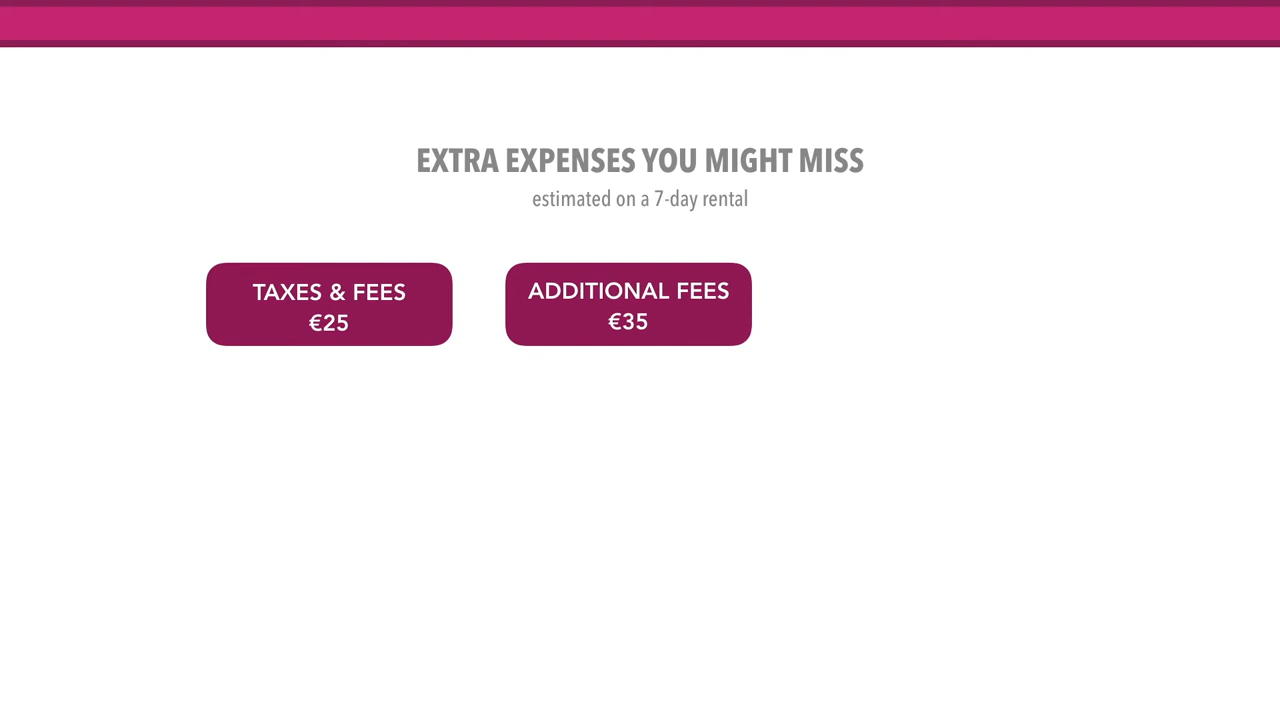 EXTRA EXPENSES YOU MIGHT MISS
estimated on a 7-day rental
TAXES & FEES
€25
ADDITIONAL FEES
€35